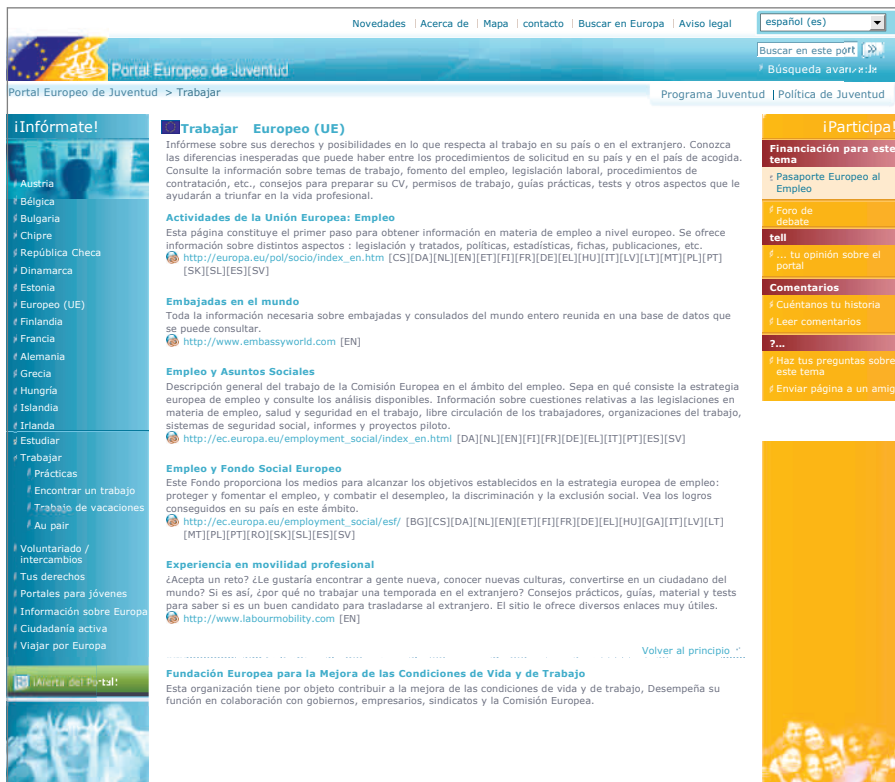 Novedades | Acerca de | Mapa | contacto | Buscar en Europa | Aviso legal
español (es)
Buscar en este port
Portal Europeo de Juventud
Búsqueda avanzada
Portal Europeo de Juventud > Trabajar
Programa Juventud | Política de Juventud
¡Infórmate!
Austria
Bélgica
Bulgaria
Chipre
República Checa
Dinamarca
Estonia
Europeo (UE)
Finlandia
Francia
Alemania
Grecia
Hungría
Islandia
Irlanda
Estudiar
Trabajar
Prácticas
Encontrar un trabajo
Trabajo de vacaciones
Au pair
Voluntariado /
intercambios
Tus derechos
Portales para jóvenes
Información sobre Europa
Ciudadanía activa
Viajar por Europa
¡Alerta del Portal!
Trabajar Europeo (UE)
Infórmese sobre sus derechos y posibilidades en lo que respecta al trabajo en su país o en el extranjero. Conozca
las diferencias inesperadas que puede haber entre los procedimientos de solicitud en su país y en el país de acogida.
Consulte la información sobre temas de trabajo, fomento del empleo, legislación laboral, procedimientos de
contratación, etc., consejos para preparar su CV, permisos de trabajo, guías prácticas, tests y otros aspectos que le
ayudarán a triunfar en la vida profesional.
Actividades de la Unión Europea: Empleo
Esta página constituye el primer paso para obtener información en materia de empleo a nivel europeo. Se ofrece
información sobre distintos aspectos : legislación y tratados, políticas, estadísticas, fichas, publicaciones, etc.
http://europa.eu/pol/socio/index_en.htm [CS][DA][NL][EN][ET][FI][FR][DE][EL][HU][IT][LV][LT][MT][PL][PT]
[SK][SL][ES][SV]
Embajadas en el mundo
Toda la información necesaria sobre embajadas y consulados del mundo entero reunida en una base de datos que
se puede consultar.
http://www.embassyworld.com [EN]
Empleo y Asuntos Sociales
Descripción general del trabajo de la Comisión Europea en el ámbito del empleo. Sepa en qué consiste la estrategia
europea de empleo y consulte los análisis disponibles. Información sobre cuestiones relativas a las legislaciones en
materia de empleo, salud y seguridad en el trabajo, libre circulación de los trabajadores, organizaciones del trabajo,
sistemas de seguridad social, informes y proyectos piloto.
http://ec.europa.eu/employment_social/index_en.html [DA][NL][EN][FI][FR][DE][EL][IT][PT][ES][SV]
Empleo y Fondo Social Europeo
Este Fondo proporciona los medios para alcanzar los objetivos establecidos en la estrategia europea de empleo:
proteger y fomentar el empleo, y combatir el desempleo, la discriminación y la exclusión social. Vea los logros
conseguidos en su país en este ámbito.
http://ec.europa.eu/employment_social/esf/ [BG][CS][DA][NL][EN][ET][FI][FR][DE][EL][HU][GA][IT][LV][LT]
[MT][PL][PT][RO][SK][SL][ES][SV]
Experiencia en movilidad profesional
¿Acepta un reto? ¿Le gustaría encontrar a gente nueva, conocer nuevas culturas, convertirse en un ciudadano del
mundo? Si es así, ¿por qué no trabajar una temporada en el extranjero? Consejos prácticos, guías, material y tests
para saber si es un buen candidato para trasladarse al extranjero. El sitio le ofrece diversos enlaces muy útiles.
http://www.labourmobility.com [EN]
Volver al principio
Fundación Europea para la Mejora de las Condiciones de Vida y de Trabajo
Esta organización tiene por objeto contribuir a la mejora de las condiciones de vida y de trabajo, Desempeña su
función en colaboración con gobiernos, empresarios, sindicatos y la Comisión Europea.
¡Participa!
Financiación para este
tema
Pasaporte Europeo al
Empleo
Foro de
debate
tell
... tu opinión sobre el
portal
Comentarios
Cuéntanos tu historia
Leer comentarios
?...
Haz tus preguntas sobre
este tema
Enviar página a un amig